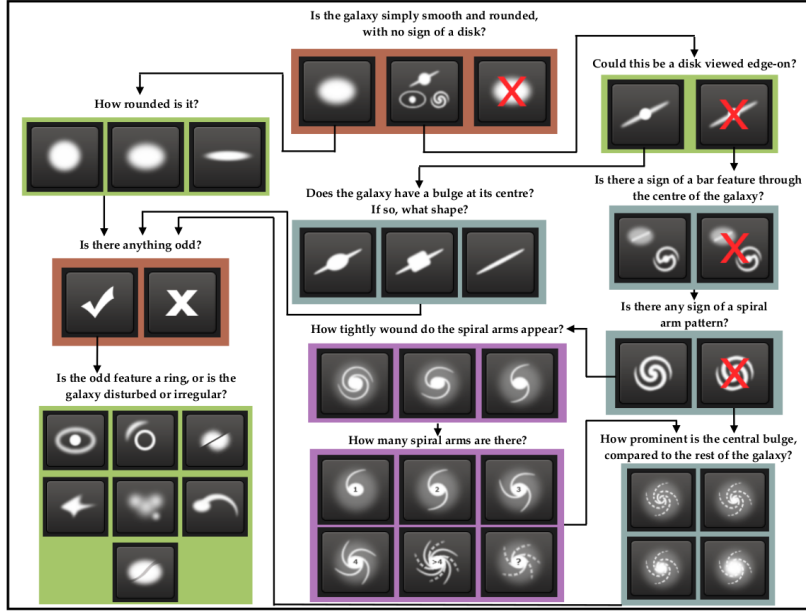 Is the galaxy simply smooth and rounded,
with no sign of a disk?
Could this be a disk viewed edge-on?
How rounded is it?
Does the galaxy have a bulge at its centre?
If so, what shape?
Is there a sign of a bar feature through
the centre of the galaxy?
Is there anything odd?
Is there any sign of a spiral
arm pattern?
How tightly wound do the spiral arms appear?
Is the odd feature a ring, or is the
galaxy disturbed or irregular?
How many spiral arms are there?
How prominent is the central bulge,
compared to the rest of the galaxy?
1
2
3
4
>4
?